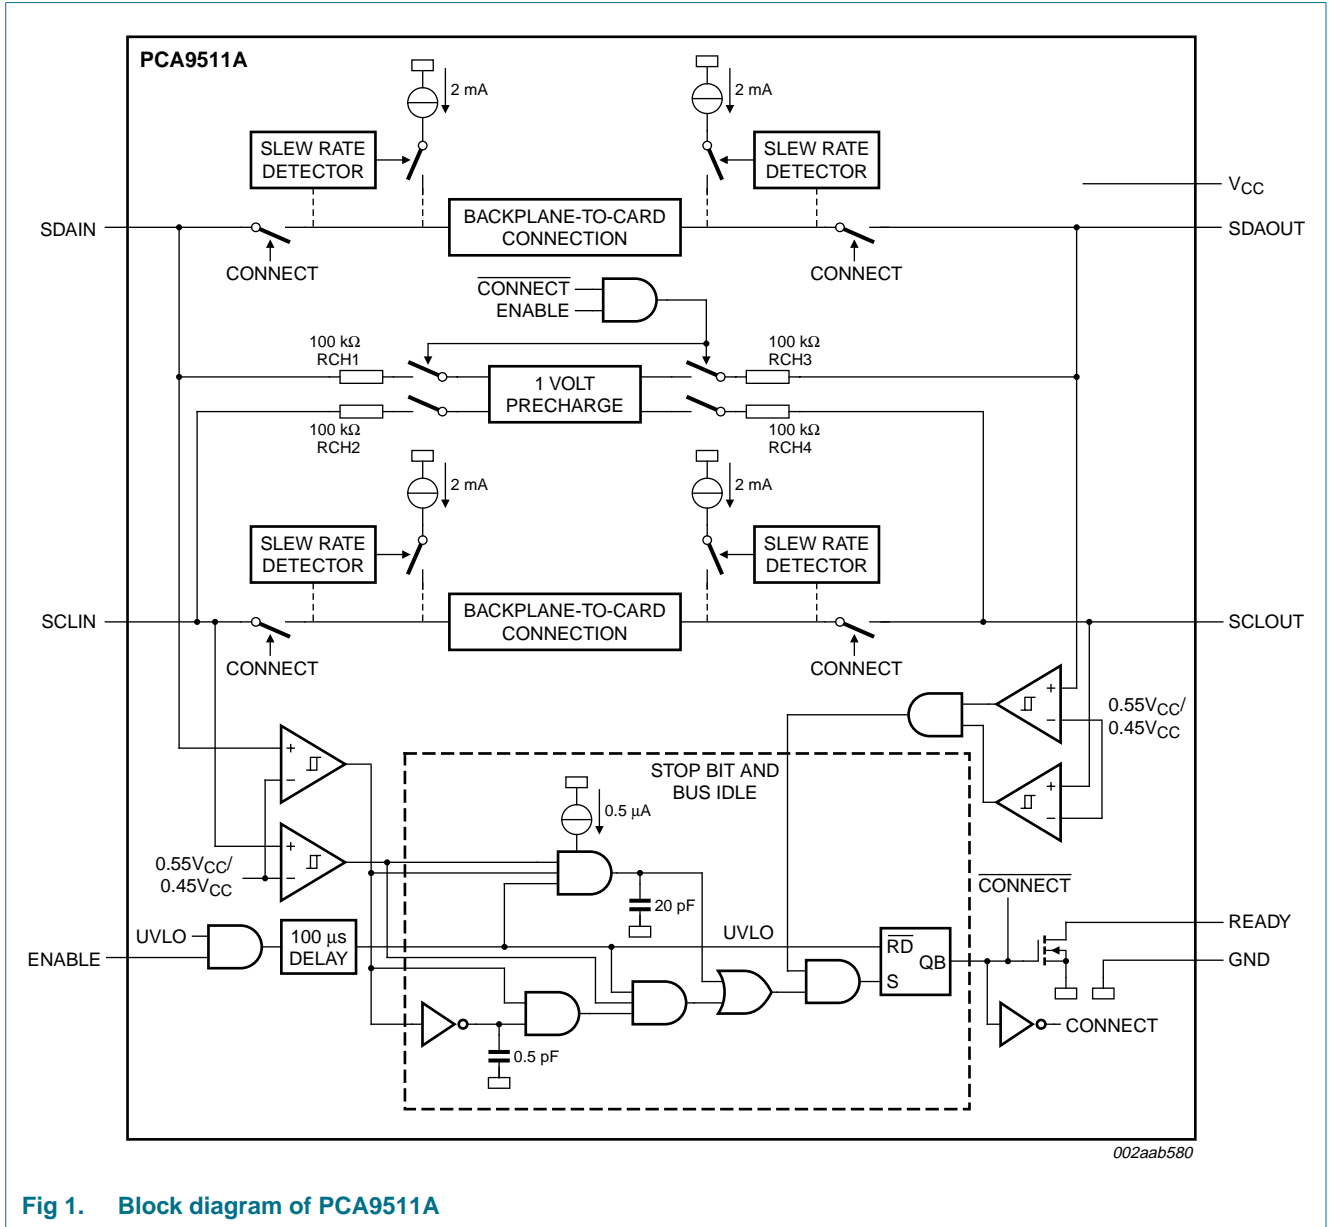 PCA9511A
2 mA
2 mA
SLEW RATE
DETECTOR
SLEW RATE
DETECTOR
VCC
SDAIN
BACKPLANE-TO-CARD
CONNECTION
SDAOUT
CONNECT
CONNECT
CONNECT
ENABLE
100 kΩ
RCH1
100 kΩ
RCH3
1 VOLT
PRECHARGE
100 kΩ
RCH2
100 kΩ
RCH4
2 mA
2 mA
SLEW RATE
DETECTOR
SLEW RATE
DETECTOR
SCLIN
BACKPLANE-TO-CARD
CONNECTION
SCLOUT
CONNECT
CONNECT
+
−
0.55VCC/
0.45VCC
+
−
STOP BIT AND
BUS IDLE
+
−
0.5 μA
+
−
0.55VCC/
0.45VCC
CONNECT
20 pF
UVLO
100 μs
DELAY
UVLO
RD
QB
S
READY
ENABLE
GND
CONNECT
0.5 pF
002aab580
Fig 1. Block diagram of PCA9511A